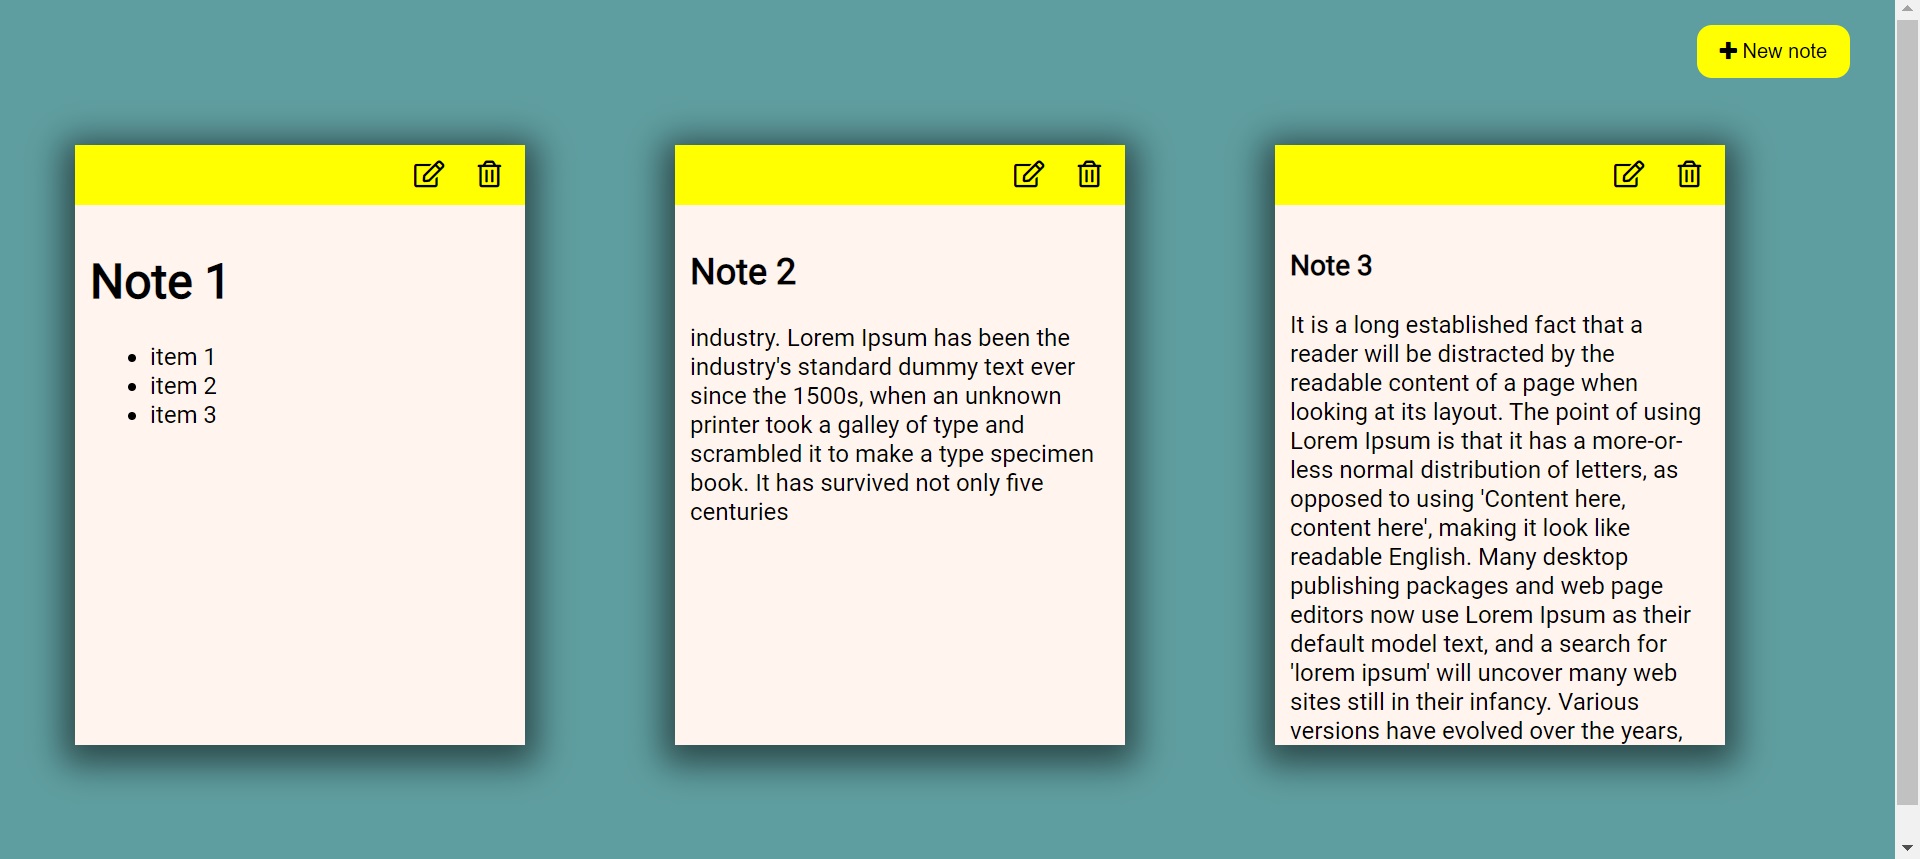 New note
Note 1
item 1
item 2
item 3
Note 2
industry. Lorem Ipsum has been the
industry's standard dummy text ever
since the 1500s, when an unknown
printer took a galley of type and
scrambled it to make a type specimen
book. It has survived not only five
centuries
Note 3
It is a long established fact that a
reader will be distracted by the
readable content of a page when
looking at its layout. The point of using
Lorem Ipsum is that it has a more-or-
less normal distribution of letters, as
opposed to using 'Content here,
content here', making it look like
readable English. Many desktop
publishing packages and web page
editors now use Lorem Ipsum as their
default model text, and a search for
'lorem ipsum' will uncover many web
sites still in their infancy. Various
versions have evolved over the years,